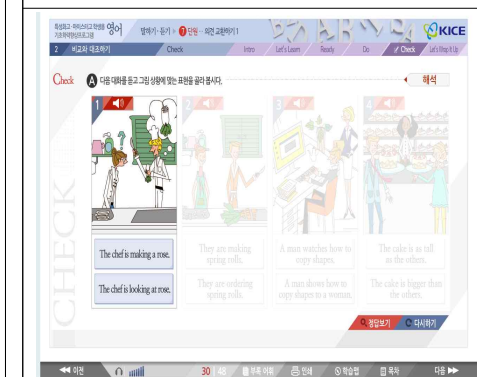 특성화고·마이스터고 학생용 영어
기초학력향상프로그램
말하기·듣기 ▶ 7 단원 · 의견 교환하기 1
KICE
2 / 비교와 대조하기
Check
Intro
Let's Learn
Ready
Do
Check
Let's Wrap It Up
Check A 다음 대화를 듣고 그림 상황에 맞는 표현을 골라 봅시다.
해석
1
2
3
4
?
CHECK
The chef is making a rose.
They are making
spring rolls.
A man watches how to
copy shapes.
The cake is as tall
as the others.
The chef is looking at rose.
They are ordering
spring rolls.
A man shows how to
copy shapes to a woman.
The cake is bigger than
the others.
정답보기
다시하기
이전
30 | 48
부록 어휘
인쇄
학습맵
목차
다음